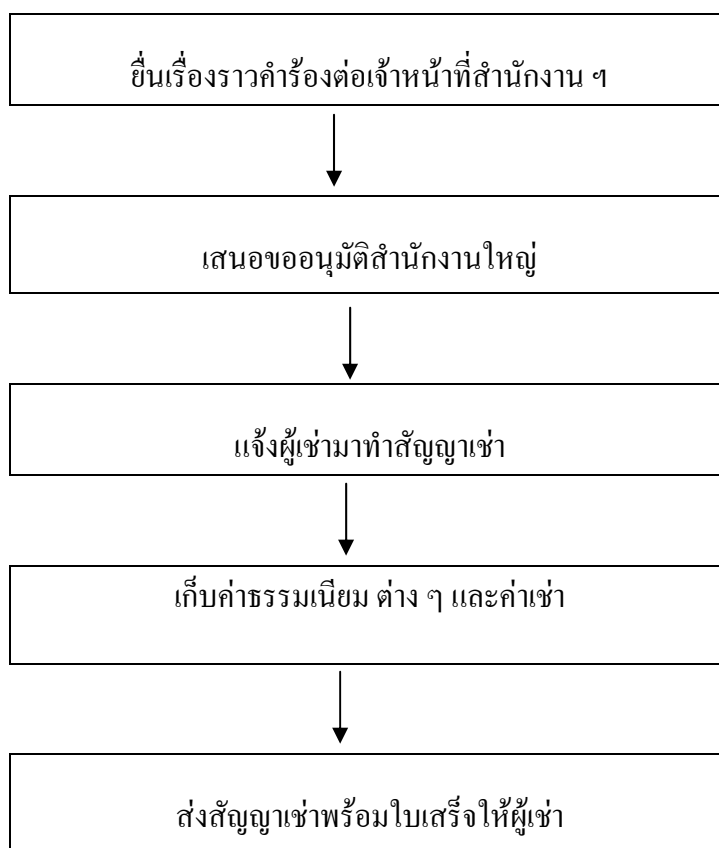 ยื่นเรื่องราวคำร้องต่อเจ้าหน้าที่สำนักงาน ฯ
เสนอขออนุมัติสำนักงานใหญ่
แจ้งผู้เช่ามาทำสัญญาเช่า
เก็บค่าธรรมเนียม ต่าง ๆ และค่าเช่า
ส่งสัญญาเช่าพร้อมใบเสร็จให้ผู้เช่า